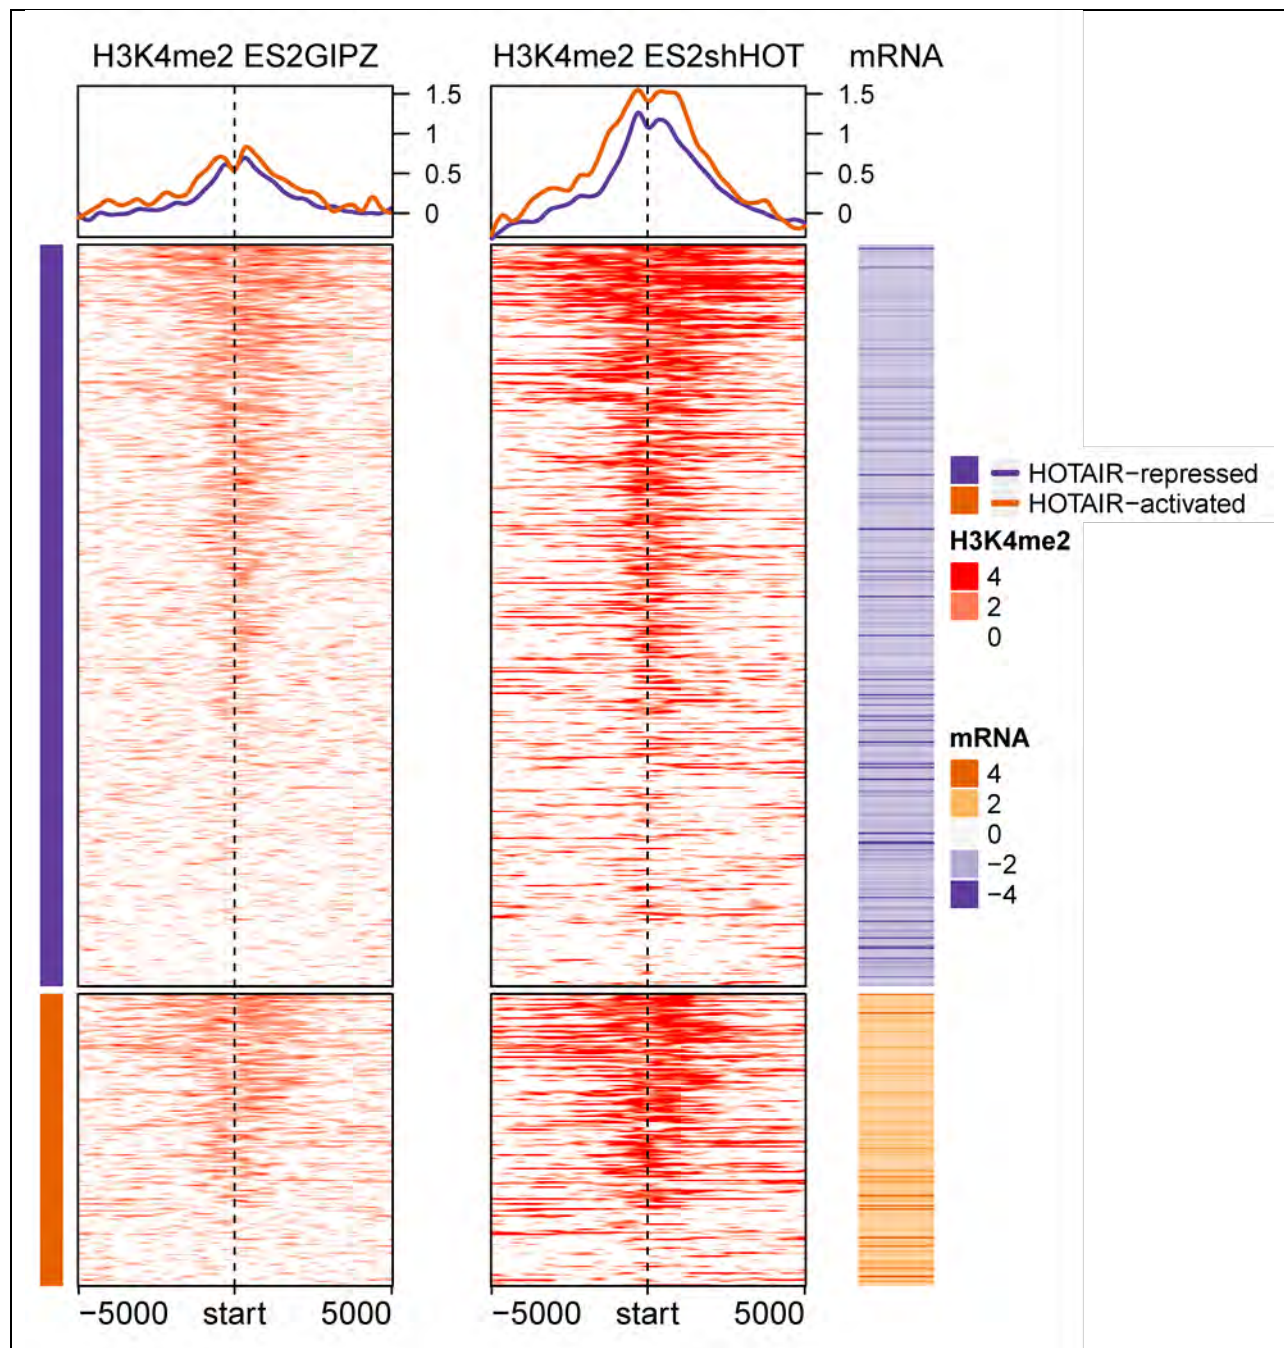 H3K4me2 ES2GIPZ
H3K4me2 ES2shHOT
mRNA
1.5
1
0.5
0
1.5
1
0.5
0
HOTAIR−repressed
HOTAIR−activated
H3K4me2
4
2
0
mRNA
4
2
0
−2
−4
−5000 start 5000
−5000 start 5000